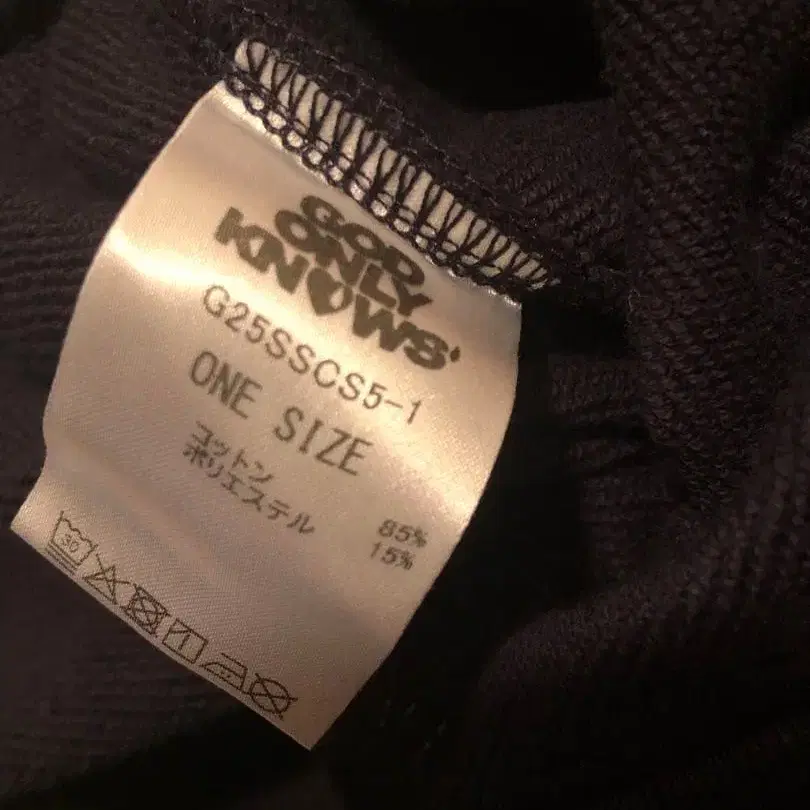 GOD
ONLY
KNOWS'
G25SSCS5-1
ONE SIZE
コットン 85%
ポリエステル 15%
30